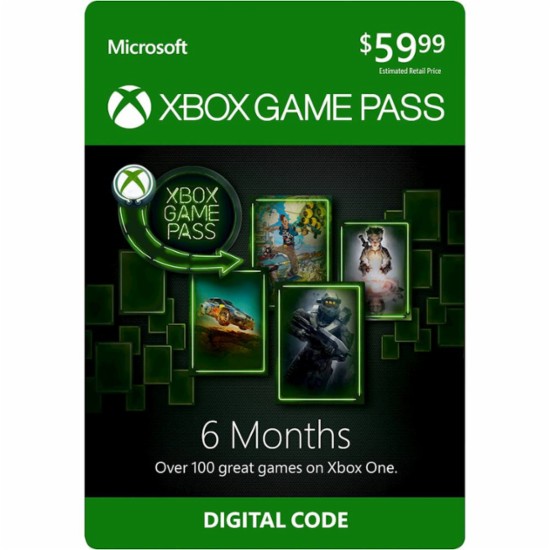 Microsoft
$59.99
Estimated Retail Price
XBOX GAME PASS
XBOX
GAME
PASS
6 Months
Over 100 great games on Xbox One.
DIGITAL CODE